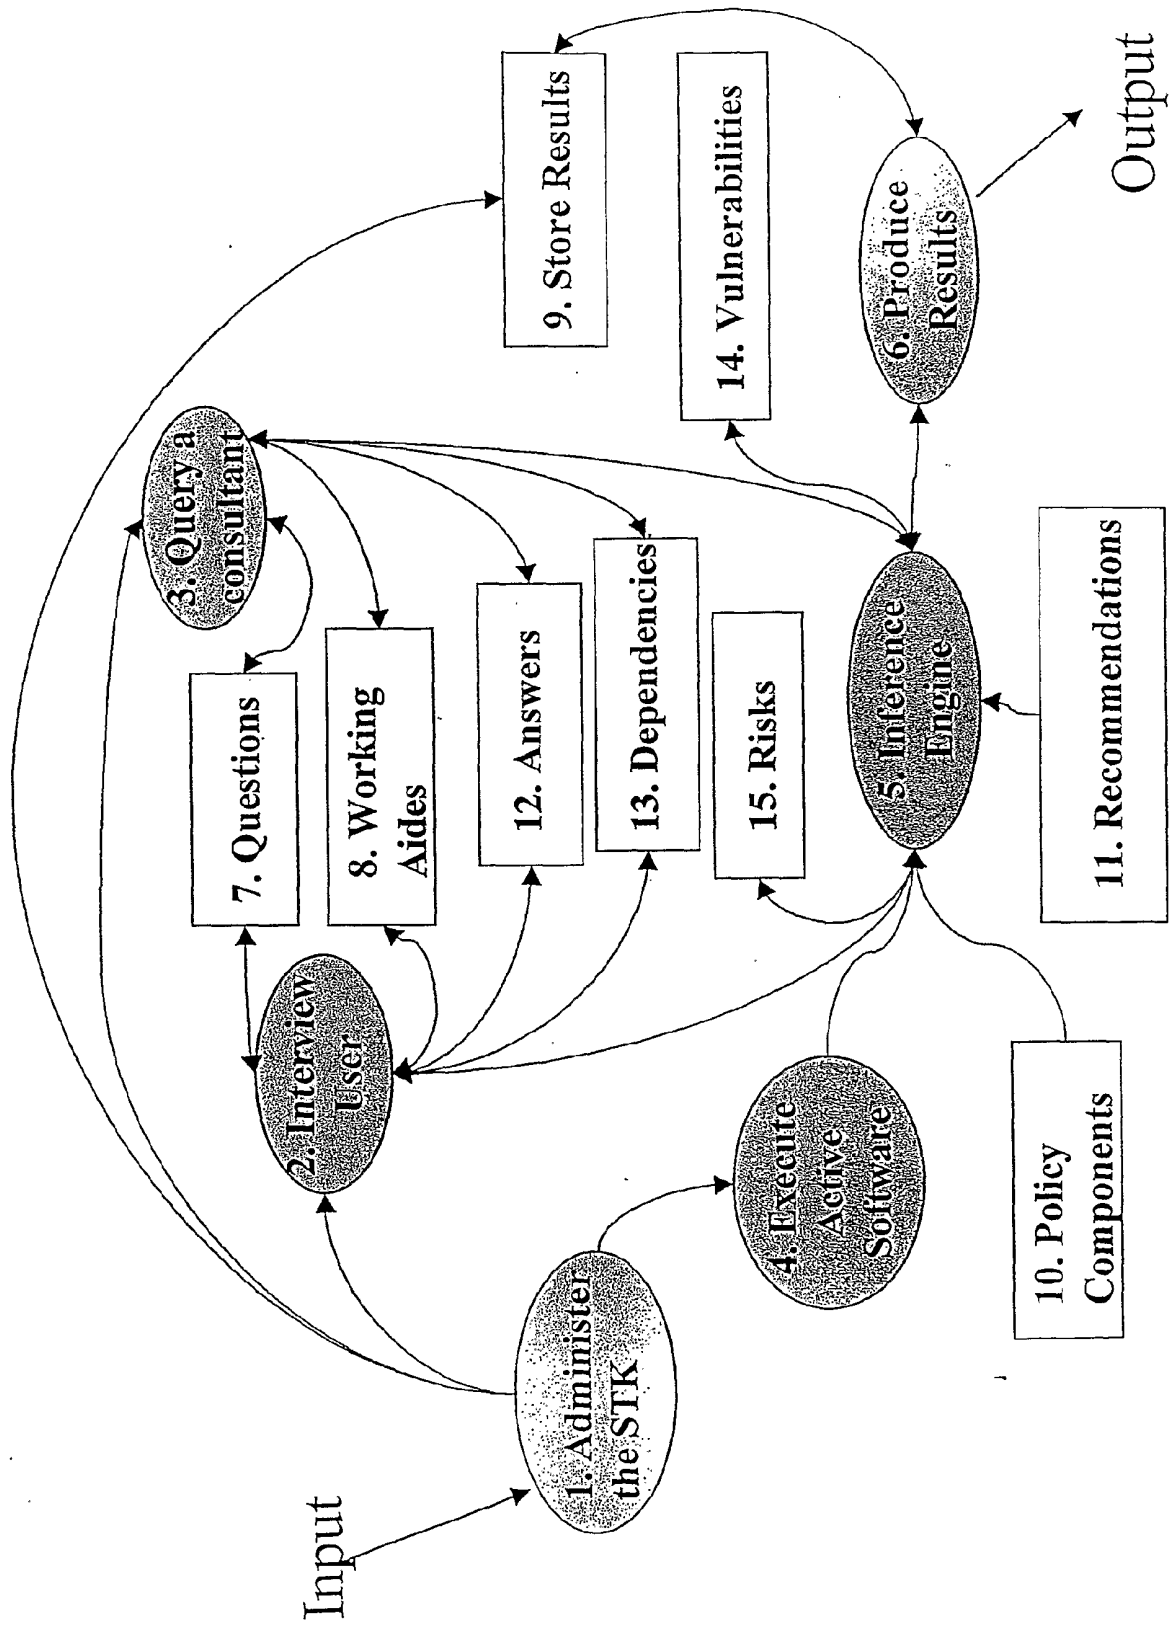 Input
1. Administer
the STK
2. Interview
User
3. Query a
consultant
4. Execute
Active
Software
5. Inference
Engine
6. Produce
Results
7. Questions
8. Working
Aides
9. Store Results
10. Policy
Components
11. Recommendations
12. Answers
13. Dependencies
14. Vulnerabilities
15. Risks
Output